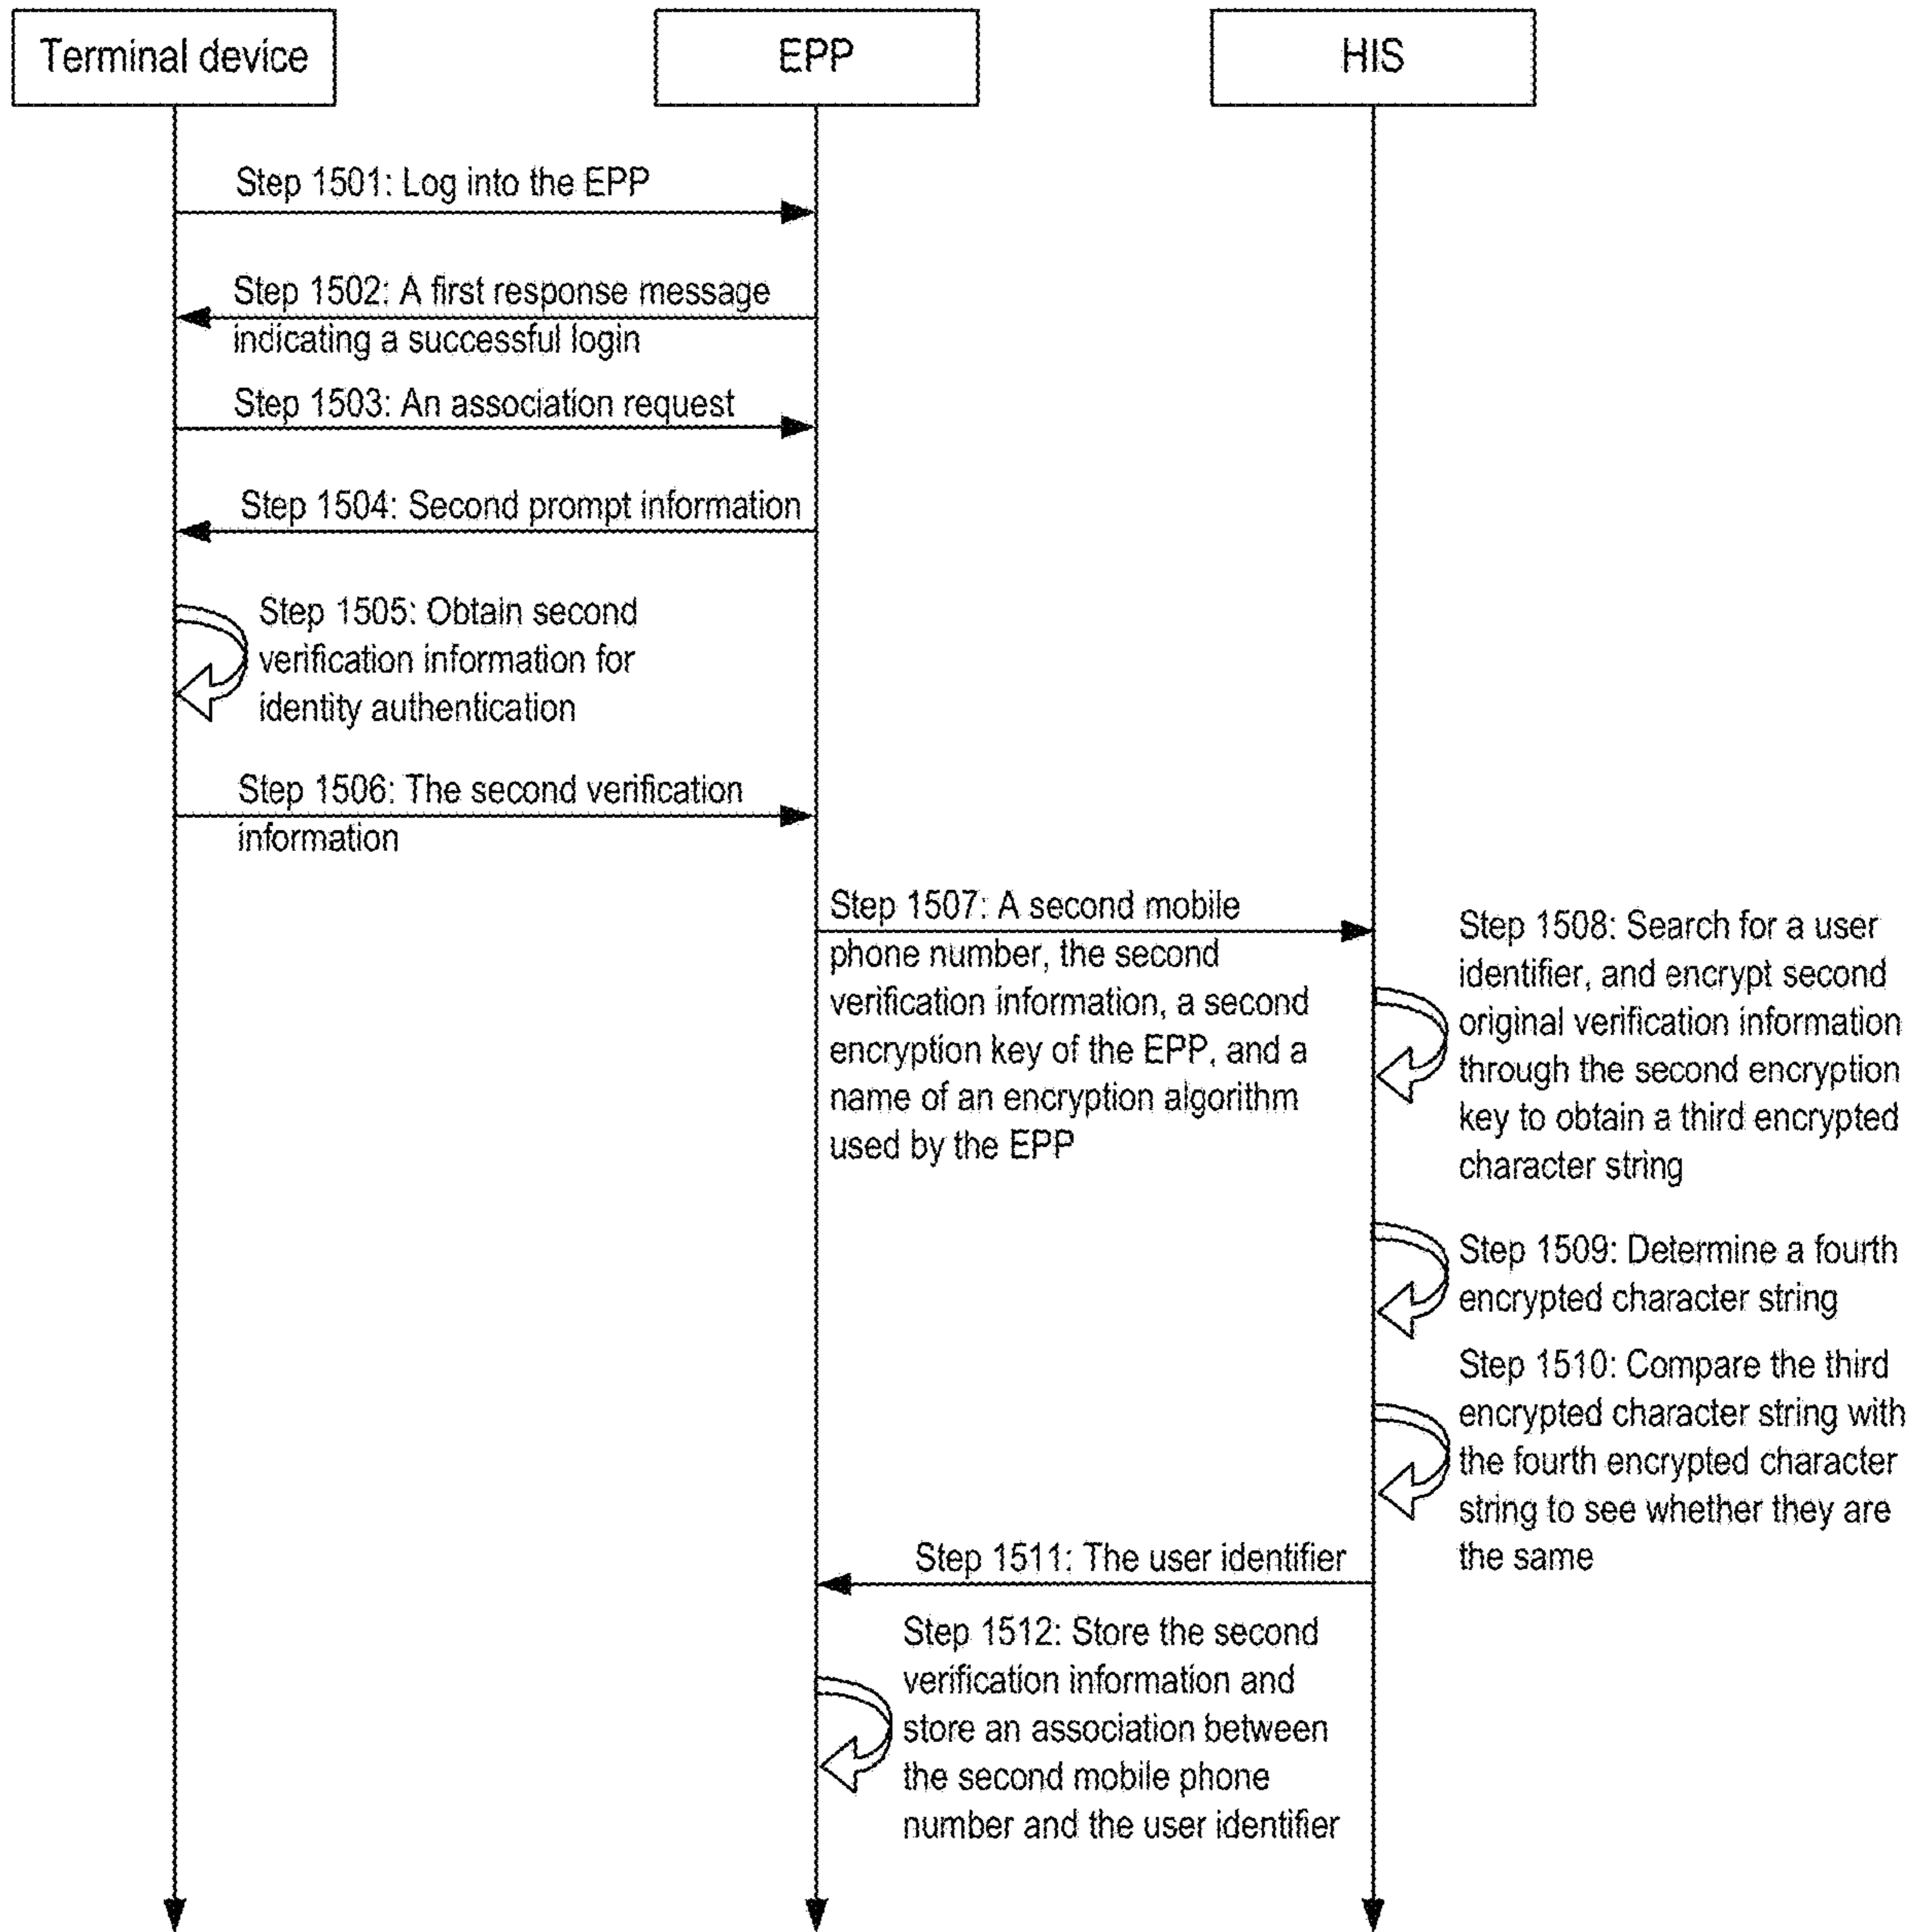 Terminal device
EPP
HIS
Step 1501: Log into the EPP
Step 1502: A first response message
indicating a successful login
Step 1503: An association request
Step 1504: Second prompt information
Step 1505: Obtain second
verification information for
identity authentication
Step 1506: The second verification
information
Step 1507: A second mobile
phone number, the second
verification information, a second
encryption key of the EPP, and a
name of an encryption algorithm
used by the EPP
Step 1508: Search for a user
identifier, and encrypt second
original verification information
through the second encryption
key to obtain a third encrypted
character string
Step 1509: Determine a fourth
encrypted character string
Step 1510: Compare the third
encrypted character string with
the fourth encrypted character
string to see whether they are
the same
Step 1511: The user identifier
Step 1512: Store the second
verification information and
store an association between
the second mobile phone
number and the user identifier